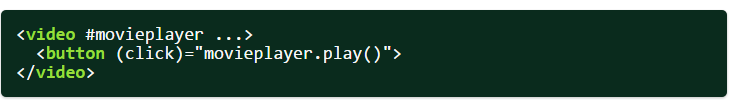 <video #movieplayer ...>
  <button (click)="movieplayer.play()">
</video>